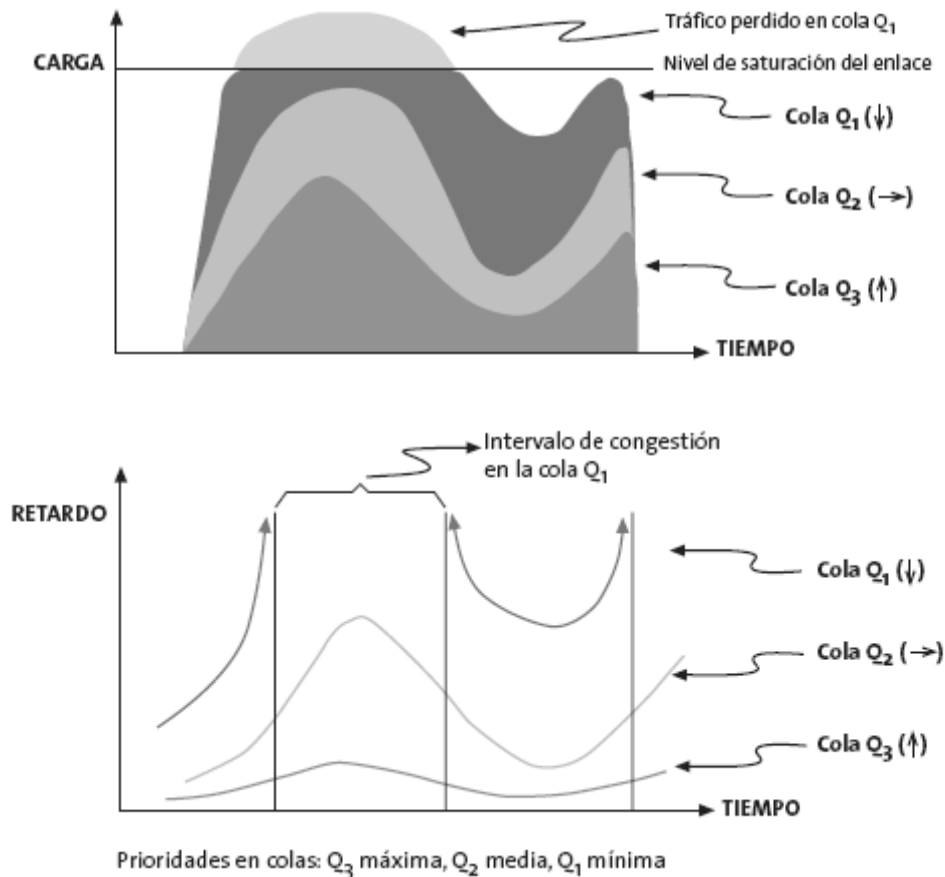 Tráfico perdido en cola Q₁
CARGA
Nivel de saturación del enlace
Cola Q₁ (↓)
Cola Q₂ (→)
Cola Q₃ (↑)
TIEMPO
Intervalo de congestión
en la cola Q₁
RETARDO
Cola Q₁ (↓)
Cola Q₂ (→)
Cola Q₃ (↑)
TIEMPO
Prioridades en colas: Q₃ máxima, Q₂ media, Q₁ mínima